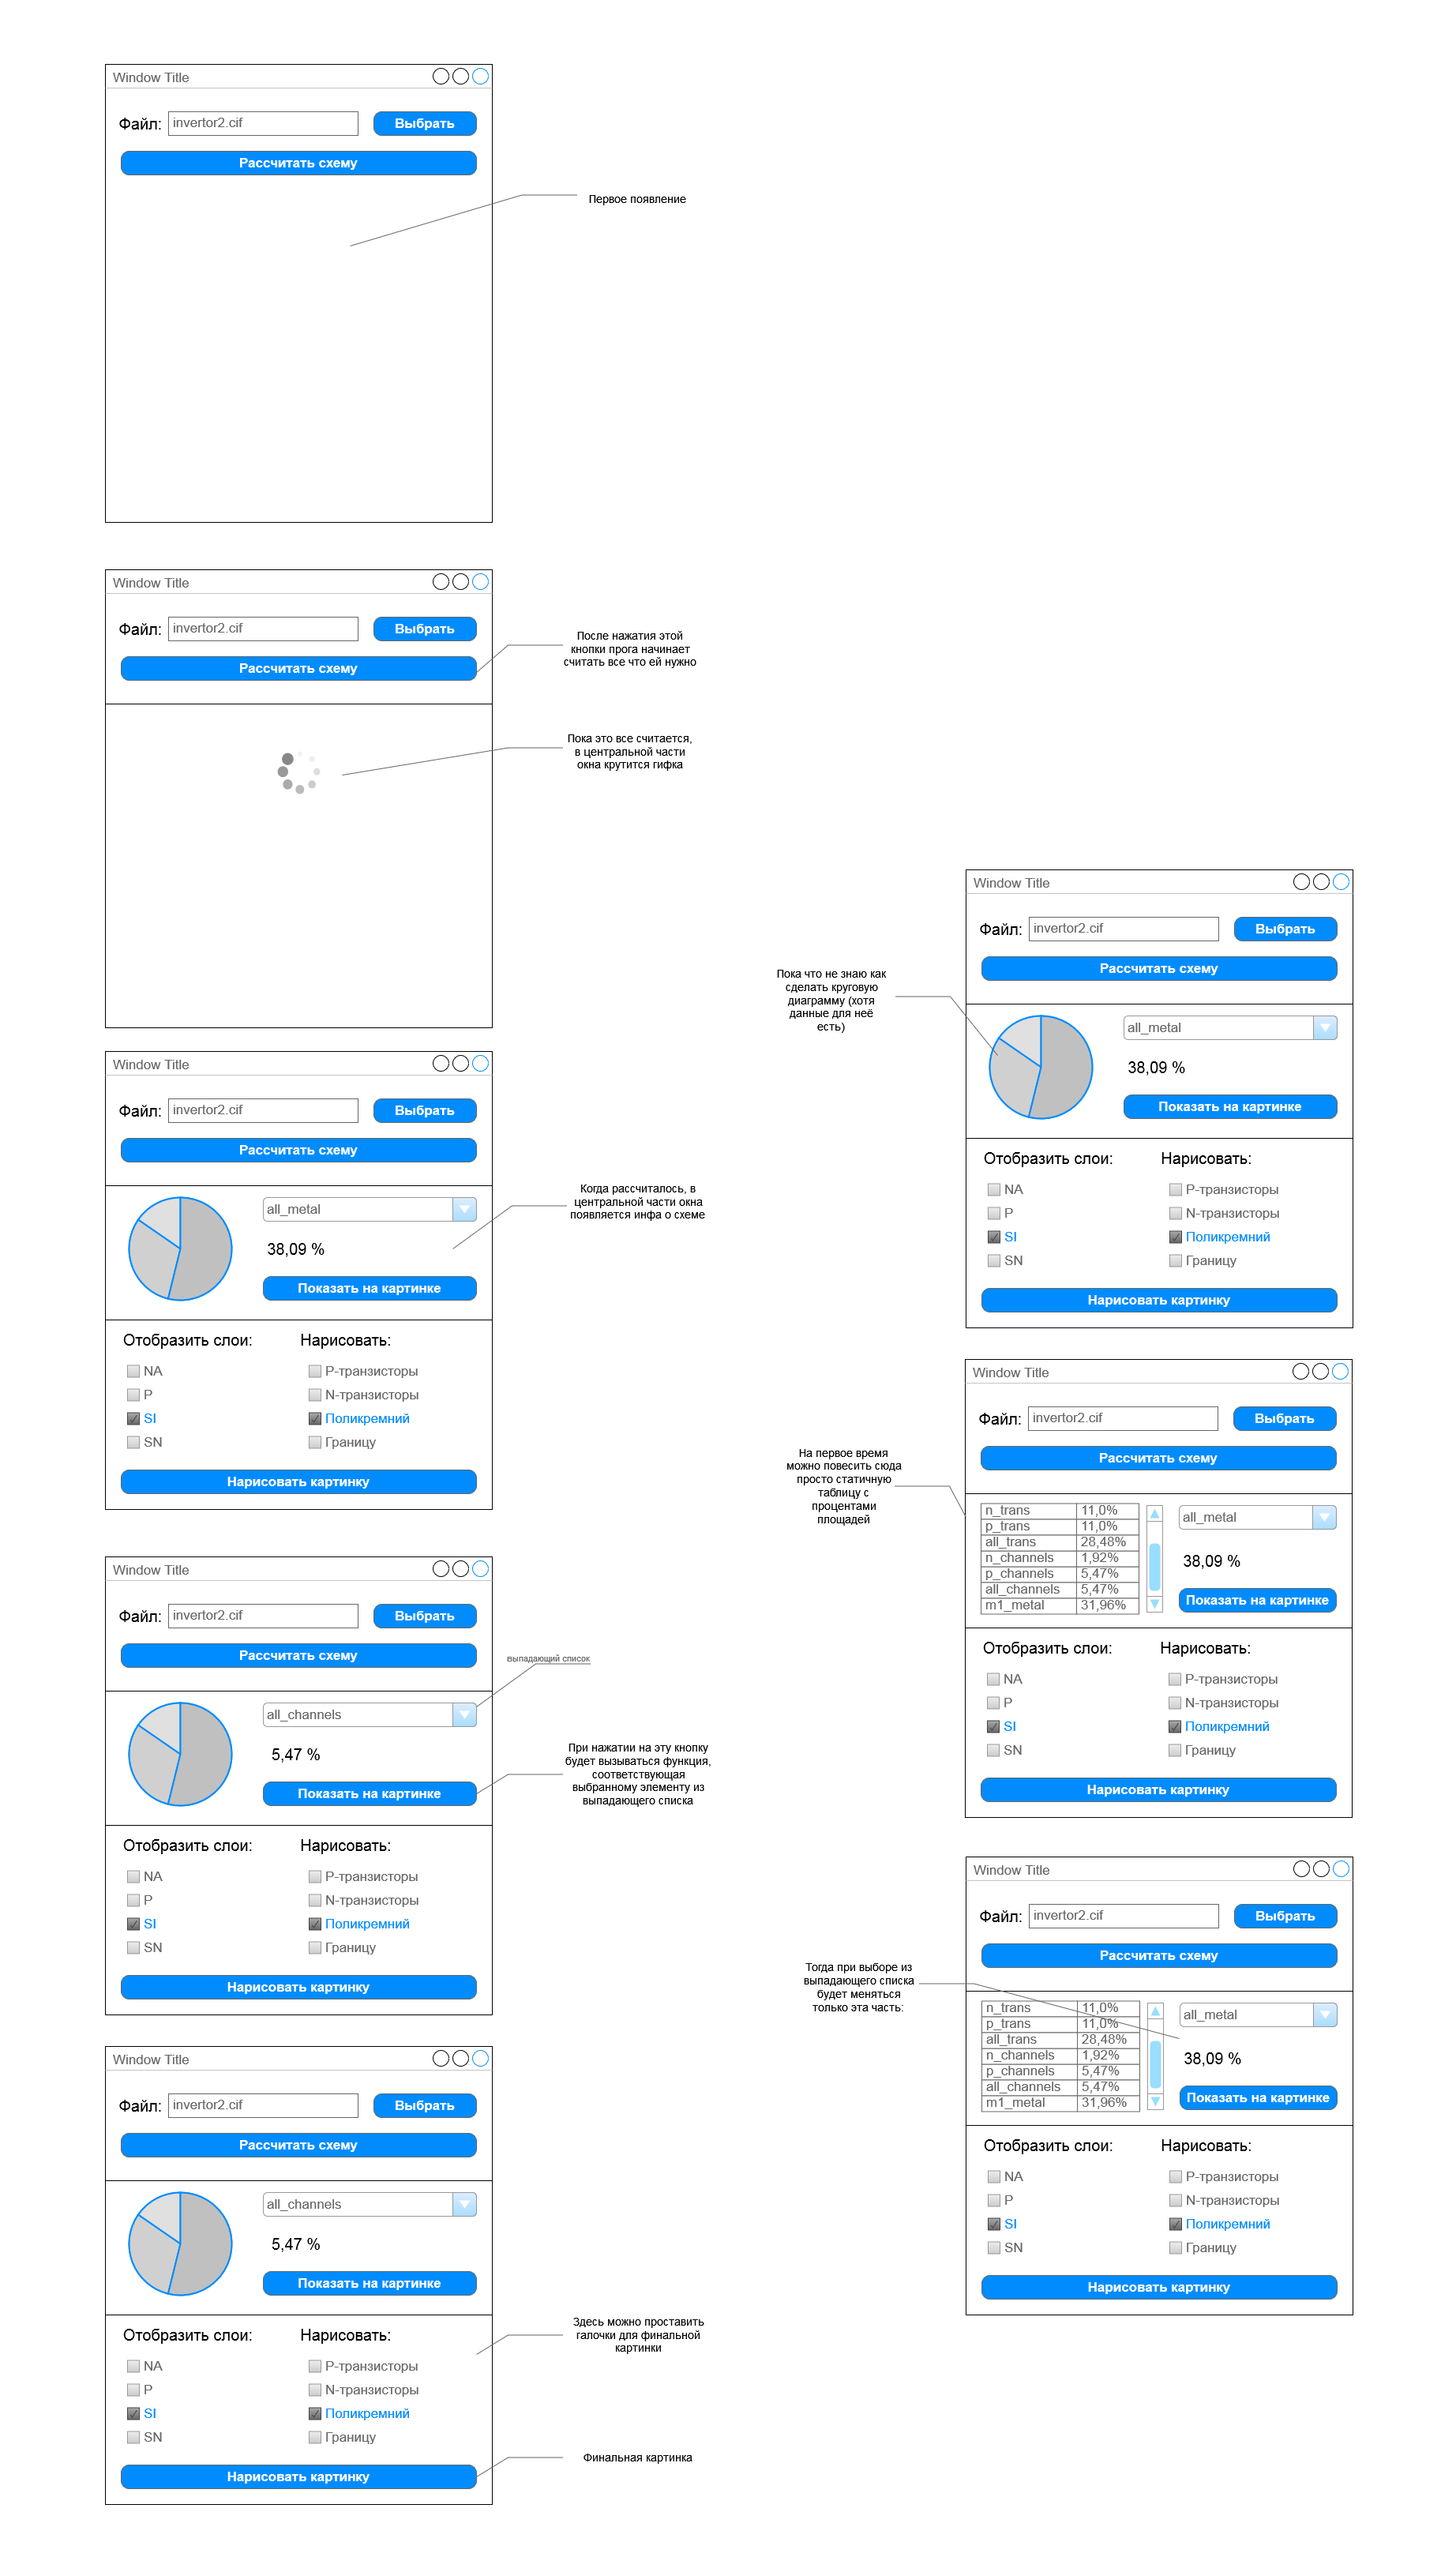 Window Title
Файл:
invertor2.cif
Выбрать
Рассчитать схему
Первое появление
Window Title
Файл:
invertor2.cif
Выбрать
Рассчитать схему
После нажатия этой
кнопки прога начинает
считать все что ей нужно
Пока это все считается,
в центральной части
окна крутится гифка
Window Title
Файл:
invertor2.cif
Выбрать
Рассчитать схему
all_metal
38,09 %
Показать на картинке
Когда рассчиталось, в
центральной части окна
появляется инфа о схеме
Отобразить слои:
Нарисовать:
NA
P-транзисторы
P
N-транзисторы
SI
Поликремний
SN
Границу
Нарисовать картинку
Window Title
Файл:
invertor2.cif
Выбрать
Рассчитать схему
выпадающий список
all_channels
5,47 %
Показать на картинке
При нажатии на эту кнопку
будет вызываться функция,
соответствующая
выбранному элементу из
выпадающего списка
Отобразить слои:
Нарисовать:
NA
P-транзисторы
P
N-транзисторы
SI
Поликремний
SN
Границу
Нарисовать картинку
Window Title
Файл:
invertor2.cif
Выбрать
Рассчитать схему
all_channels
5,47 %
Показать на картинке
Здесь можно проставить
галочки для финальной
картинки
Отобразить слои:
Нарисовать:
NA
P-транзисторы
P
N-транзисторы
SI
Поликремний
SN
Границу
Нарисовать картинку
Финальная картинка
Window Title
Файл:
invertor2.cif
Выбрать
Рассчитать схему
Пока что не знаю как
сделать круговую
диаграмму (хотя
данные для неё
есть)
all_metal
38,09 %
Показать на картинке
Отобразить слои:
Нарисовать:
NA
P-транзисторы
P
N-транзисторы
SI
Поликремний
SN
Границу
Нарисовать картинку
Window Title
Файл:
invertor2.cif
Выбрать
Рассчитать схему
На первое время
можно повесить сюда
просто статичную
таблицу с
процентами
площадей
n_trans 11,0%
p_trans 11,0%
all_trans 28,48%
n_channels 1,92%
p_channels 5,47%
all_channels 5,47%
m1_metal 31,96%
all_metal
38,09 %
Показать на картинке
Отобразить слои:
Нарисовать:
NA
P-транзисторы
P
N-транзисторы
SI
Поликремний
SN
Границу
Нарисовать картинку
Window Title
Файл:
invertor2.cif
Выбрать
Рассчитать схему
Тогда при выборе из
выпадающего списка
будет меняться
только эта часть:
n_trans 11,0%
p_trans 11,0%
all_trans 28,48%
n_channels 1,92%
p_channels 5,47%
all_channels 5,47%
m1_metal 31,96%
all_metal
38,09 %
Показать на картинке
Отобразить слои:
Нарисовать:
NA
P-транзисторы
P
N-транзисторы
SI
Поликремний
SN
Границу
Нарисовать картинку